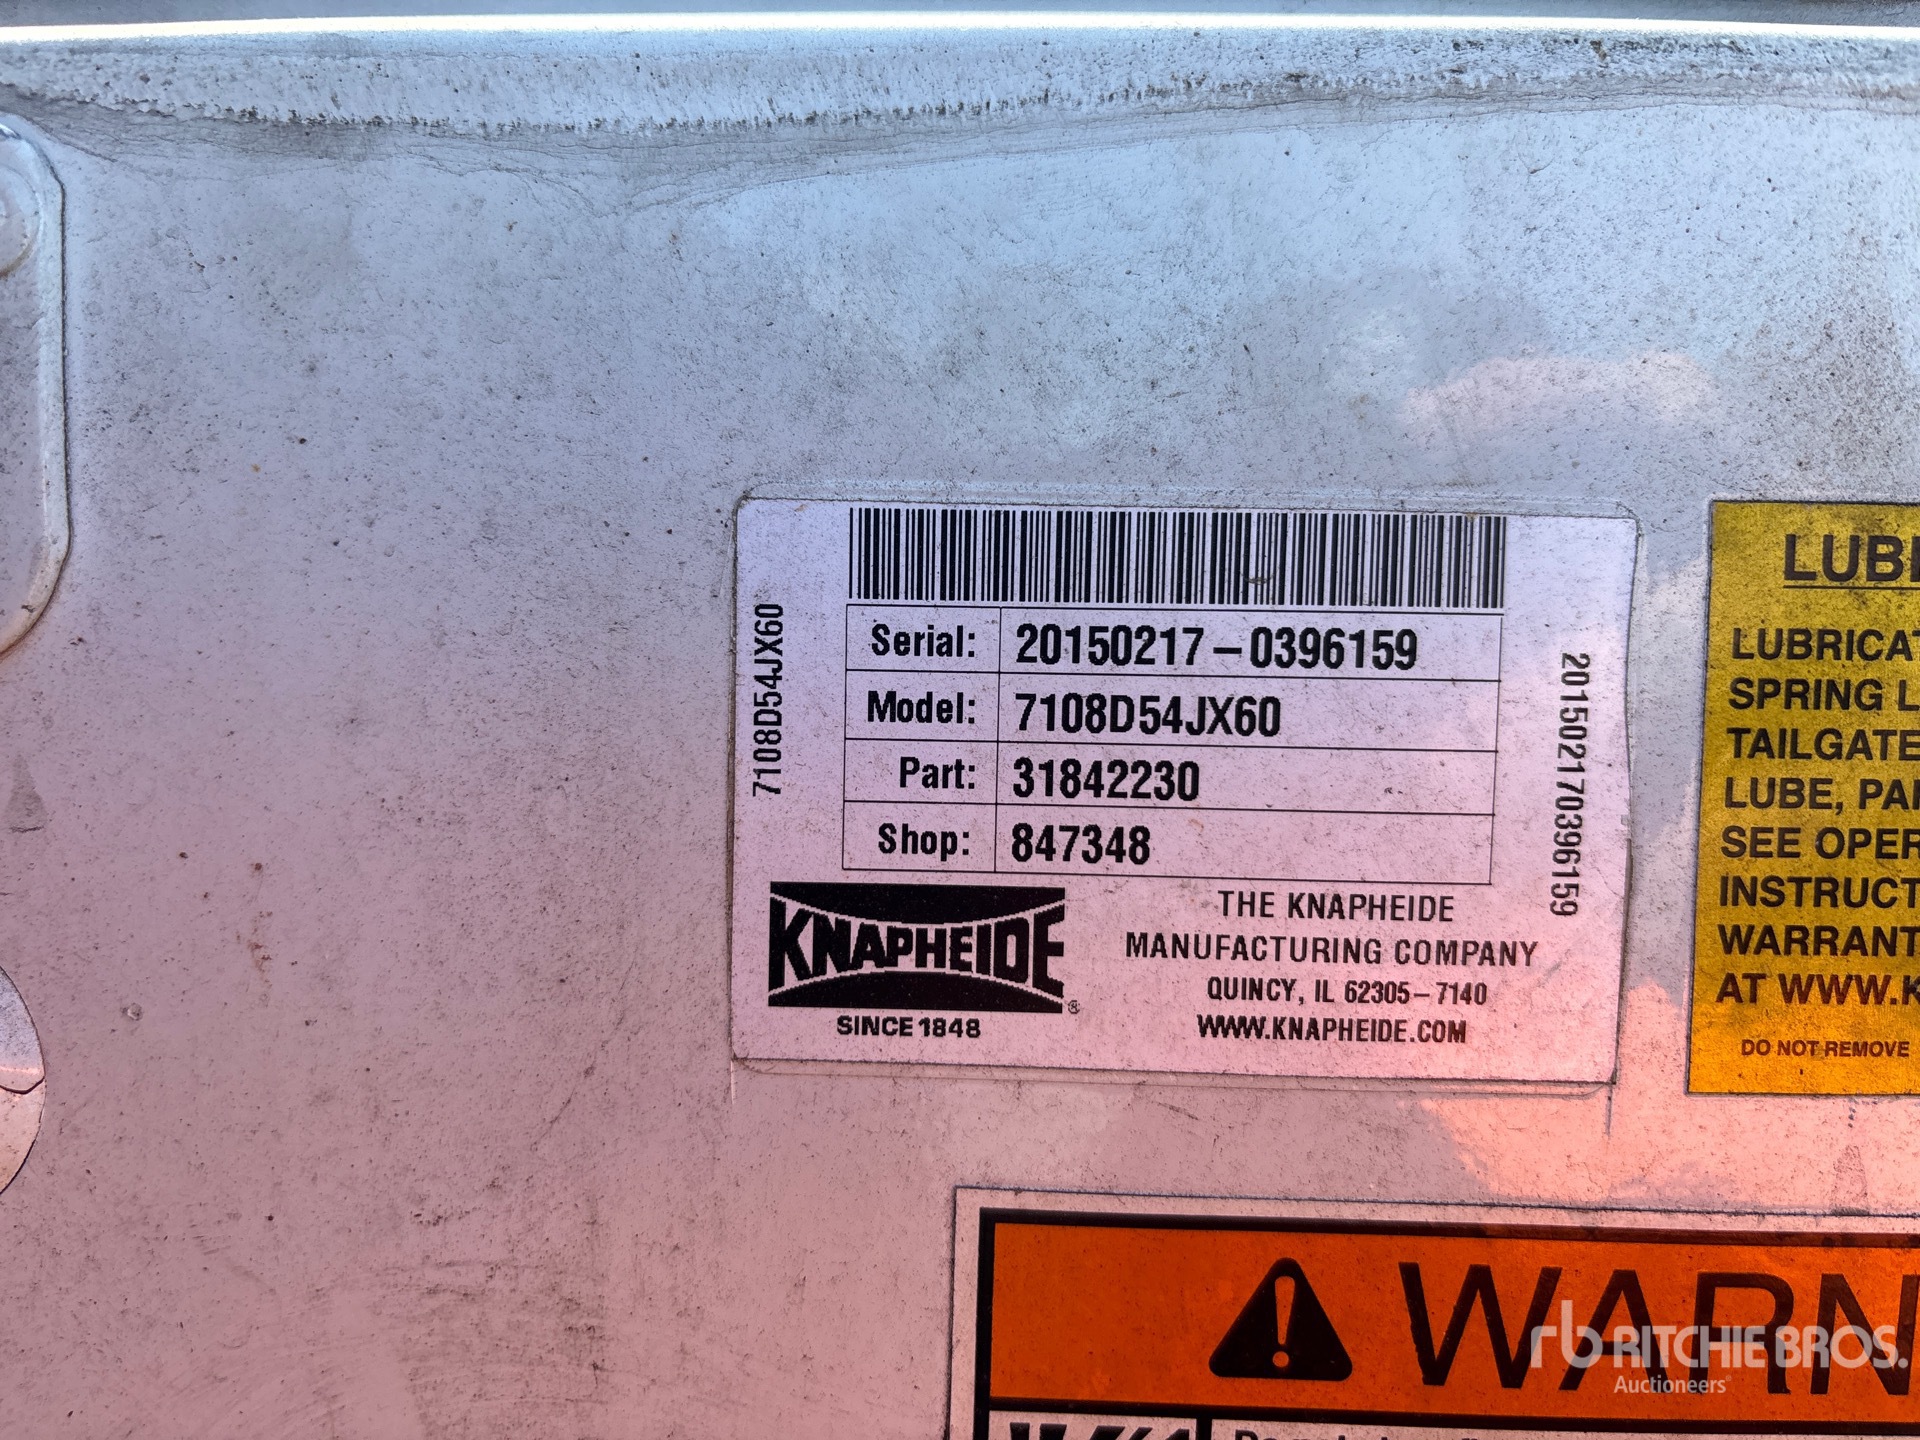 7108D54JX60
Serial: 20150217-0396159
Model: 7108D54JX60
Part: 31842230
Shop: 847348
201502170396159
KNAPHEIDE
®
SINCE 1848
THE KNAPHEIDE
MANUFACTURING COMPANY
QUINCY, IL 62305-7140
WWW.KNAPHEIDE.COM
LUBRICAT
SPRING L
TAILGATE
LUBE, PA
SEE OPER
INSTRUCT
WARRANT
AT WWW.K
DO NOT REMOVE
WARN
rb RITCHIE BROS.
Auctioneers